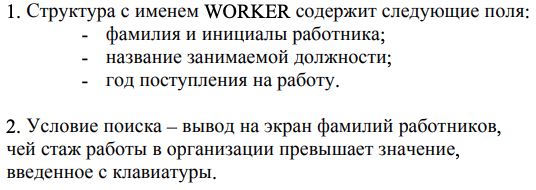 1. Структура с именем WORKER содержит следующие поля:
- фамилия и инициалы работника;
- название занимаемой должности;
- год поступления на работу.
2. Условие поиска – вывод на экран фамилий работников,
чей стаж работы в организации превышает значение,
введенное с клавиатуры.